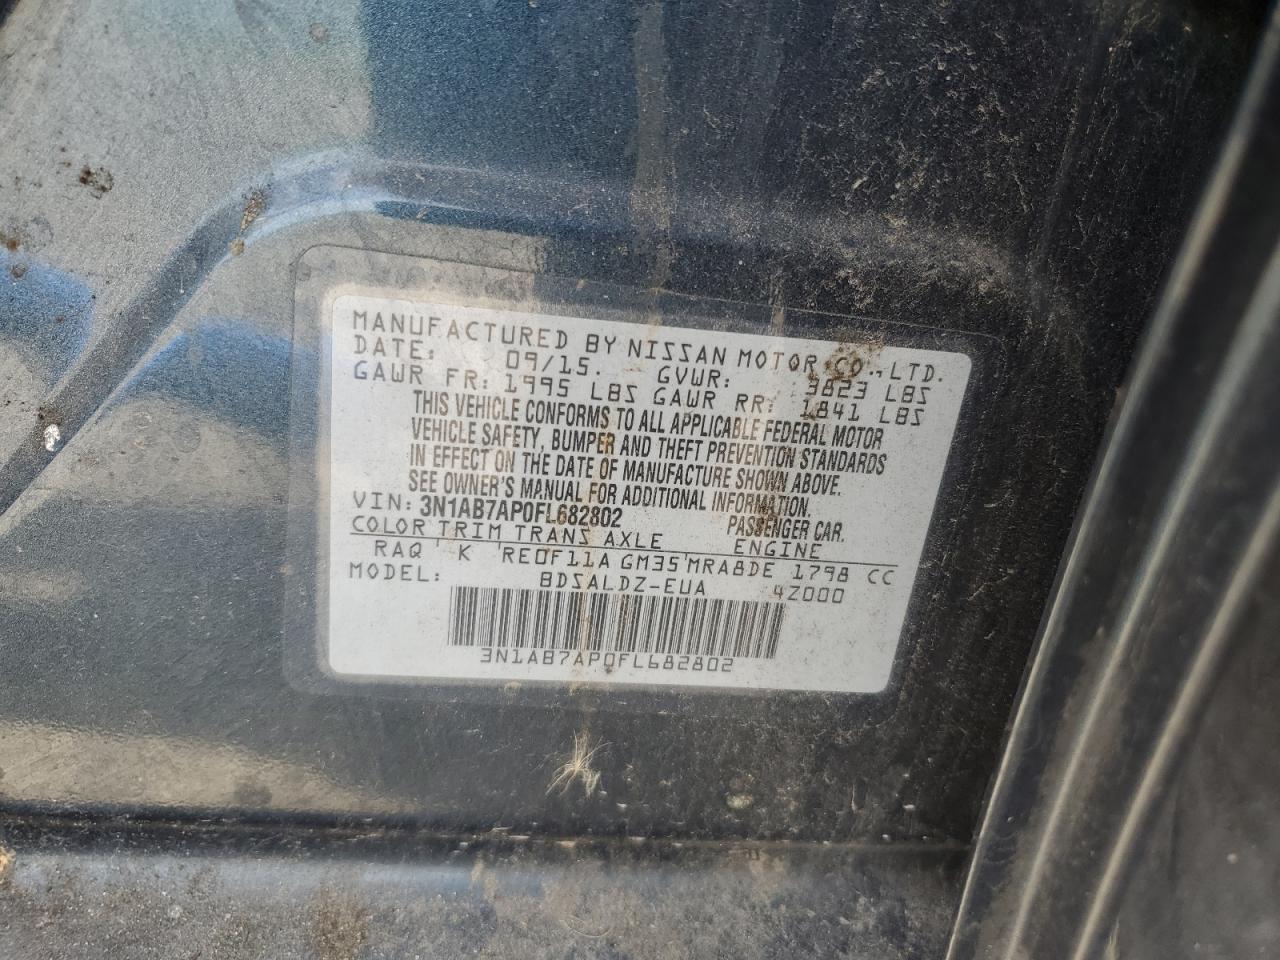 MANUFACTURED BY NISSAN MOTOR CO., LTD.
DATE: 09/15. GVWR: 3823 LBS
GAWR FR: 1995 LBS GAWR RR: 1841 LBS
THIS VEHICLE CONFORMS TO ALL APPLICABLE FEDERAL MOTOR
VEHICLE SAFETY, BUMPER AND THEFT PREVENTION STANDARDS
IN EFFECT ON THE DATE OF MANUFACTURE SHOWN ABOVE.
SEE OWNER'S MANUAL FOR ADDITIONAL INFORMATION.
VIN: 3N1AB7AP0FL682802 PASSENGER CAR.
COLOR TRIM TRANS AXLE ENGINE
RAQ ' K ' RE0F11A GM35 ' MRA8DE 1798 CC
MODEL: BDSALDZ-EUA 4Z000
3N1AB7AP0FL682802